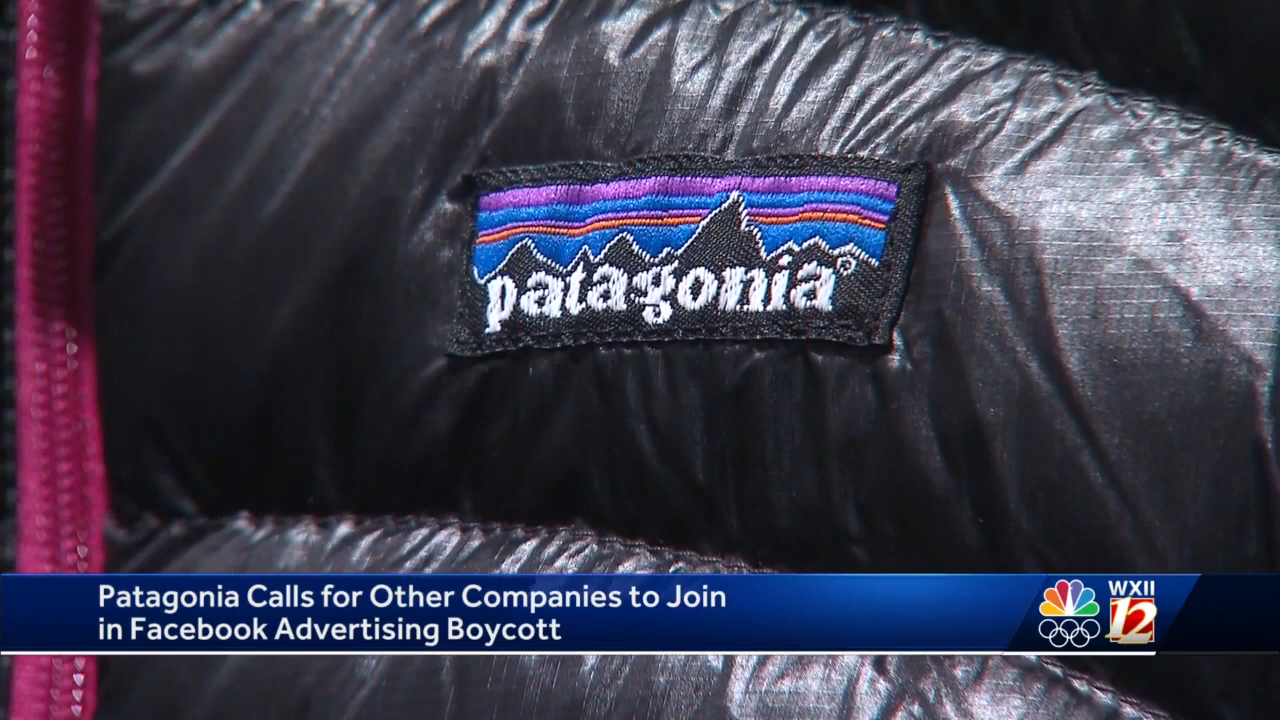 patagonia®
Patagonia Calls for Other Companies to Join
in Facebook Advertising Boycott
WXII
12